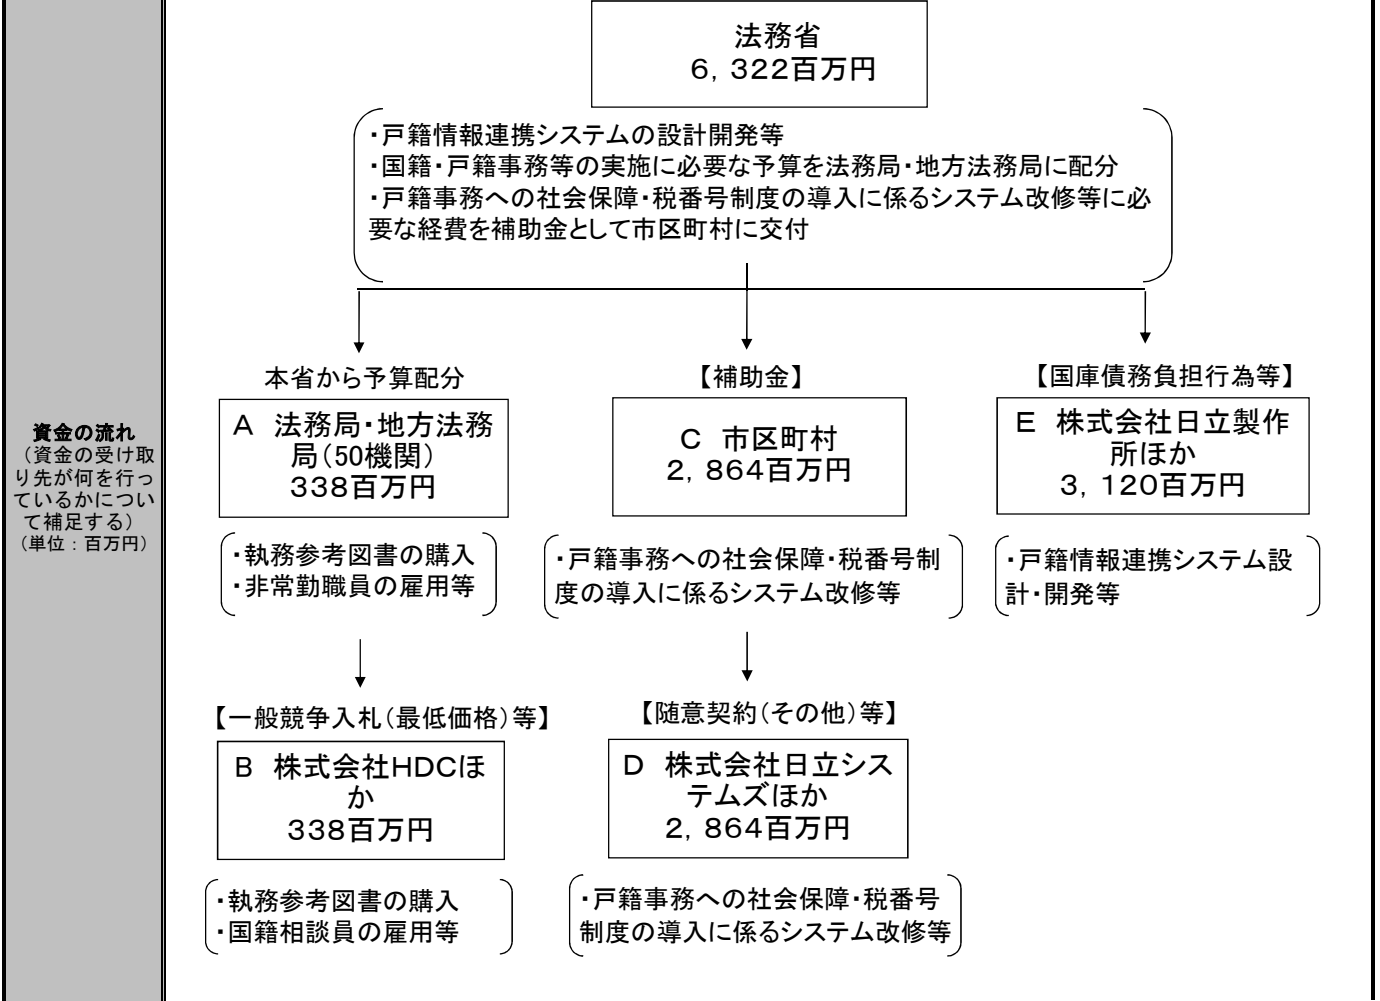 資金の流れ
（資金の受け取
り先が何を行っ
ているかについ
て補足する）
（単位：百万円）
法務省
６，３２２百万円
・戸籍情報連携システムの設計開発等
・国籍・戸籍事務等の実施に必要な予算を法務局・地方法務局に配分
・戸籍事務への社会保障・税番号制度の導入に係るシステム改修等に必
要な経費を補助金として市区町村に交付
本省から予算配分
Ａ　法務局・地方法務
局（50機関）
３３８百万円
・執務参考図書の購入
・非常勤職員の雇用等
【一般競争入札（最低価格）等】
Ｂ　株式会社ＨＤＣほ
か
３３８百万円
・執務参考図書の購入
・国籍相談員の雇用等
【補助金】
Ｃ　市区町村
２，８６４百万円
・戸籍事務への社会保障・税番号制
度の導入に係るシステム改修等
【随意契約（その他）等】
Ｄ　株式会社日立シス
テムズほか
２，８６４百万円
・戸籍事務への社会保障・税番号
制度の導入に係るシステム改修等
【国庫債務負担行為等】
Ｅ　株式会社日立製作
所ほか
３，１２０百万円
・戸籍情報連携システム設
計・開発等